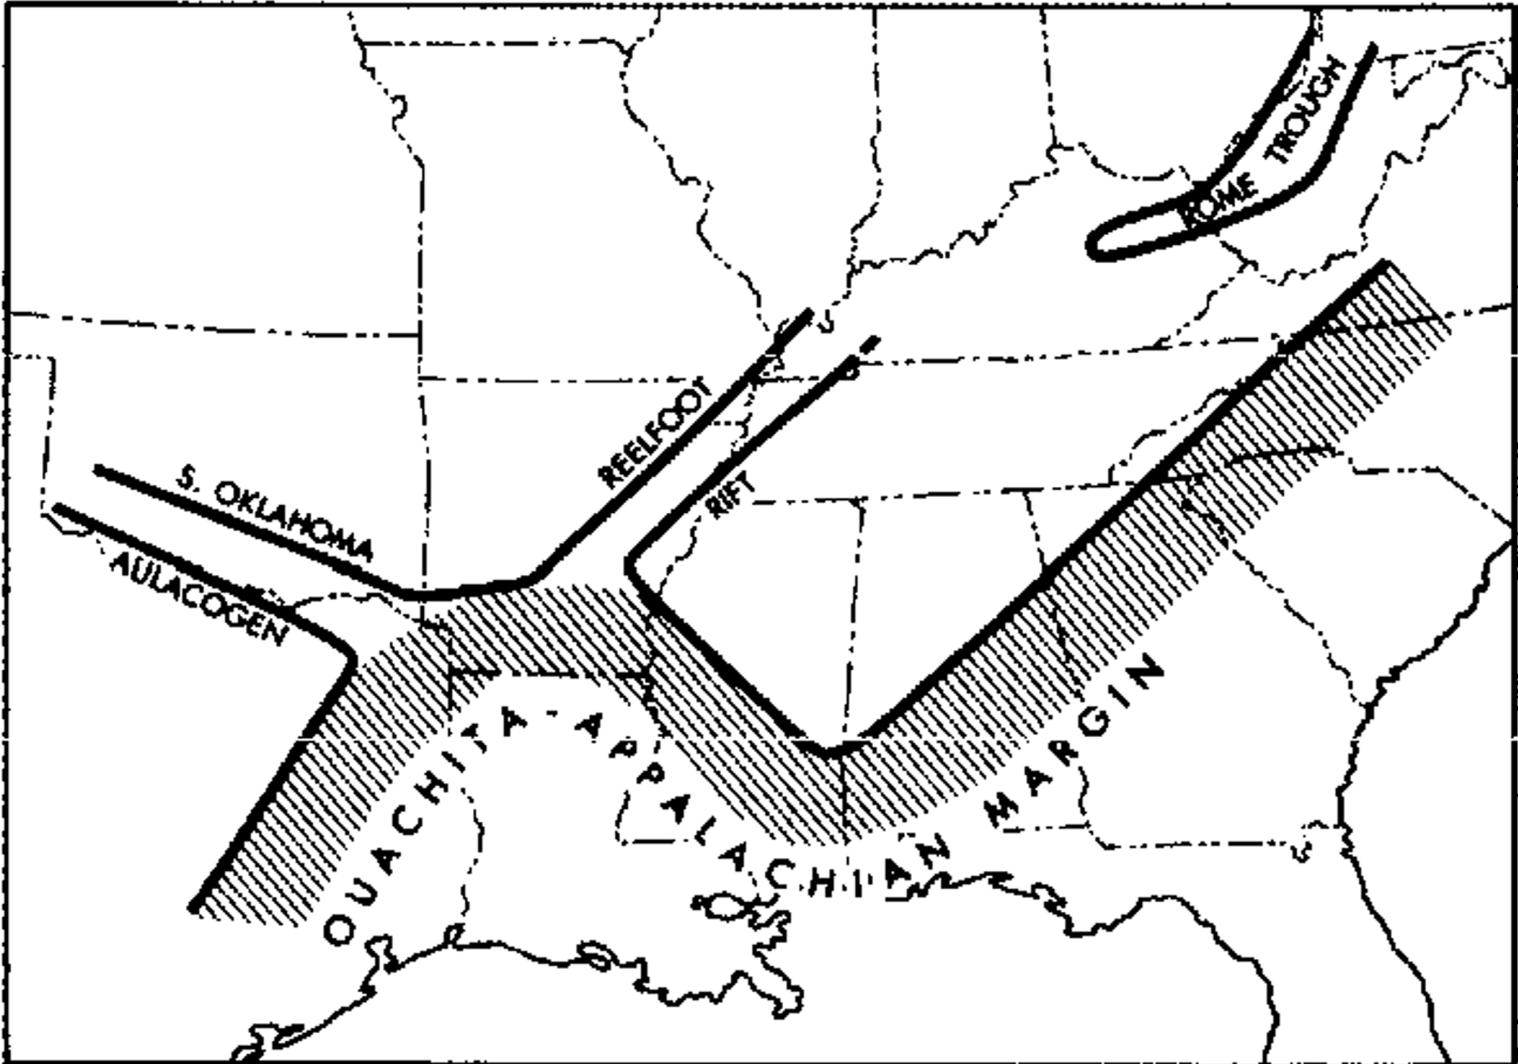 ROME TROUGH
REELFOOT
RIFT
S. OKLAHOMA
AULACOGEN
OUACHITA - APPALACHIAN MARGIN